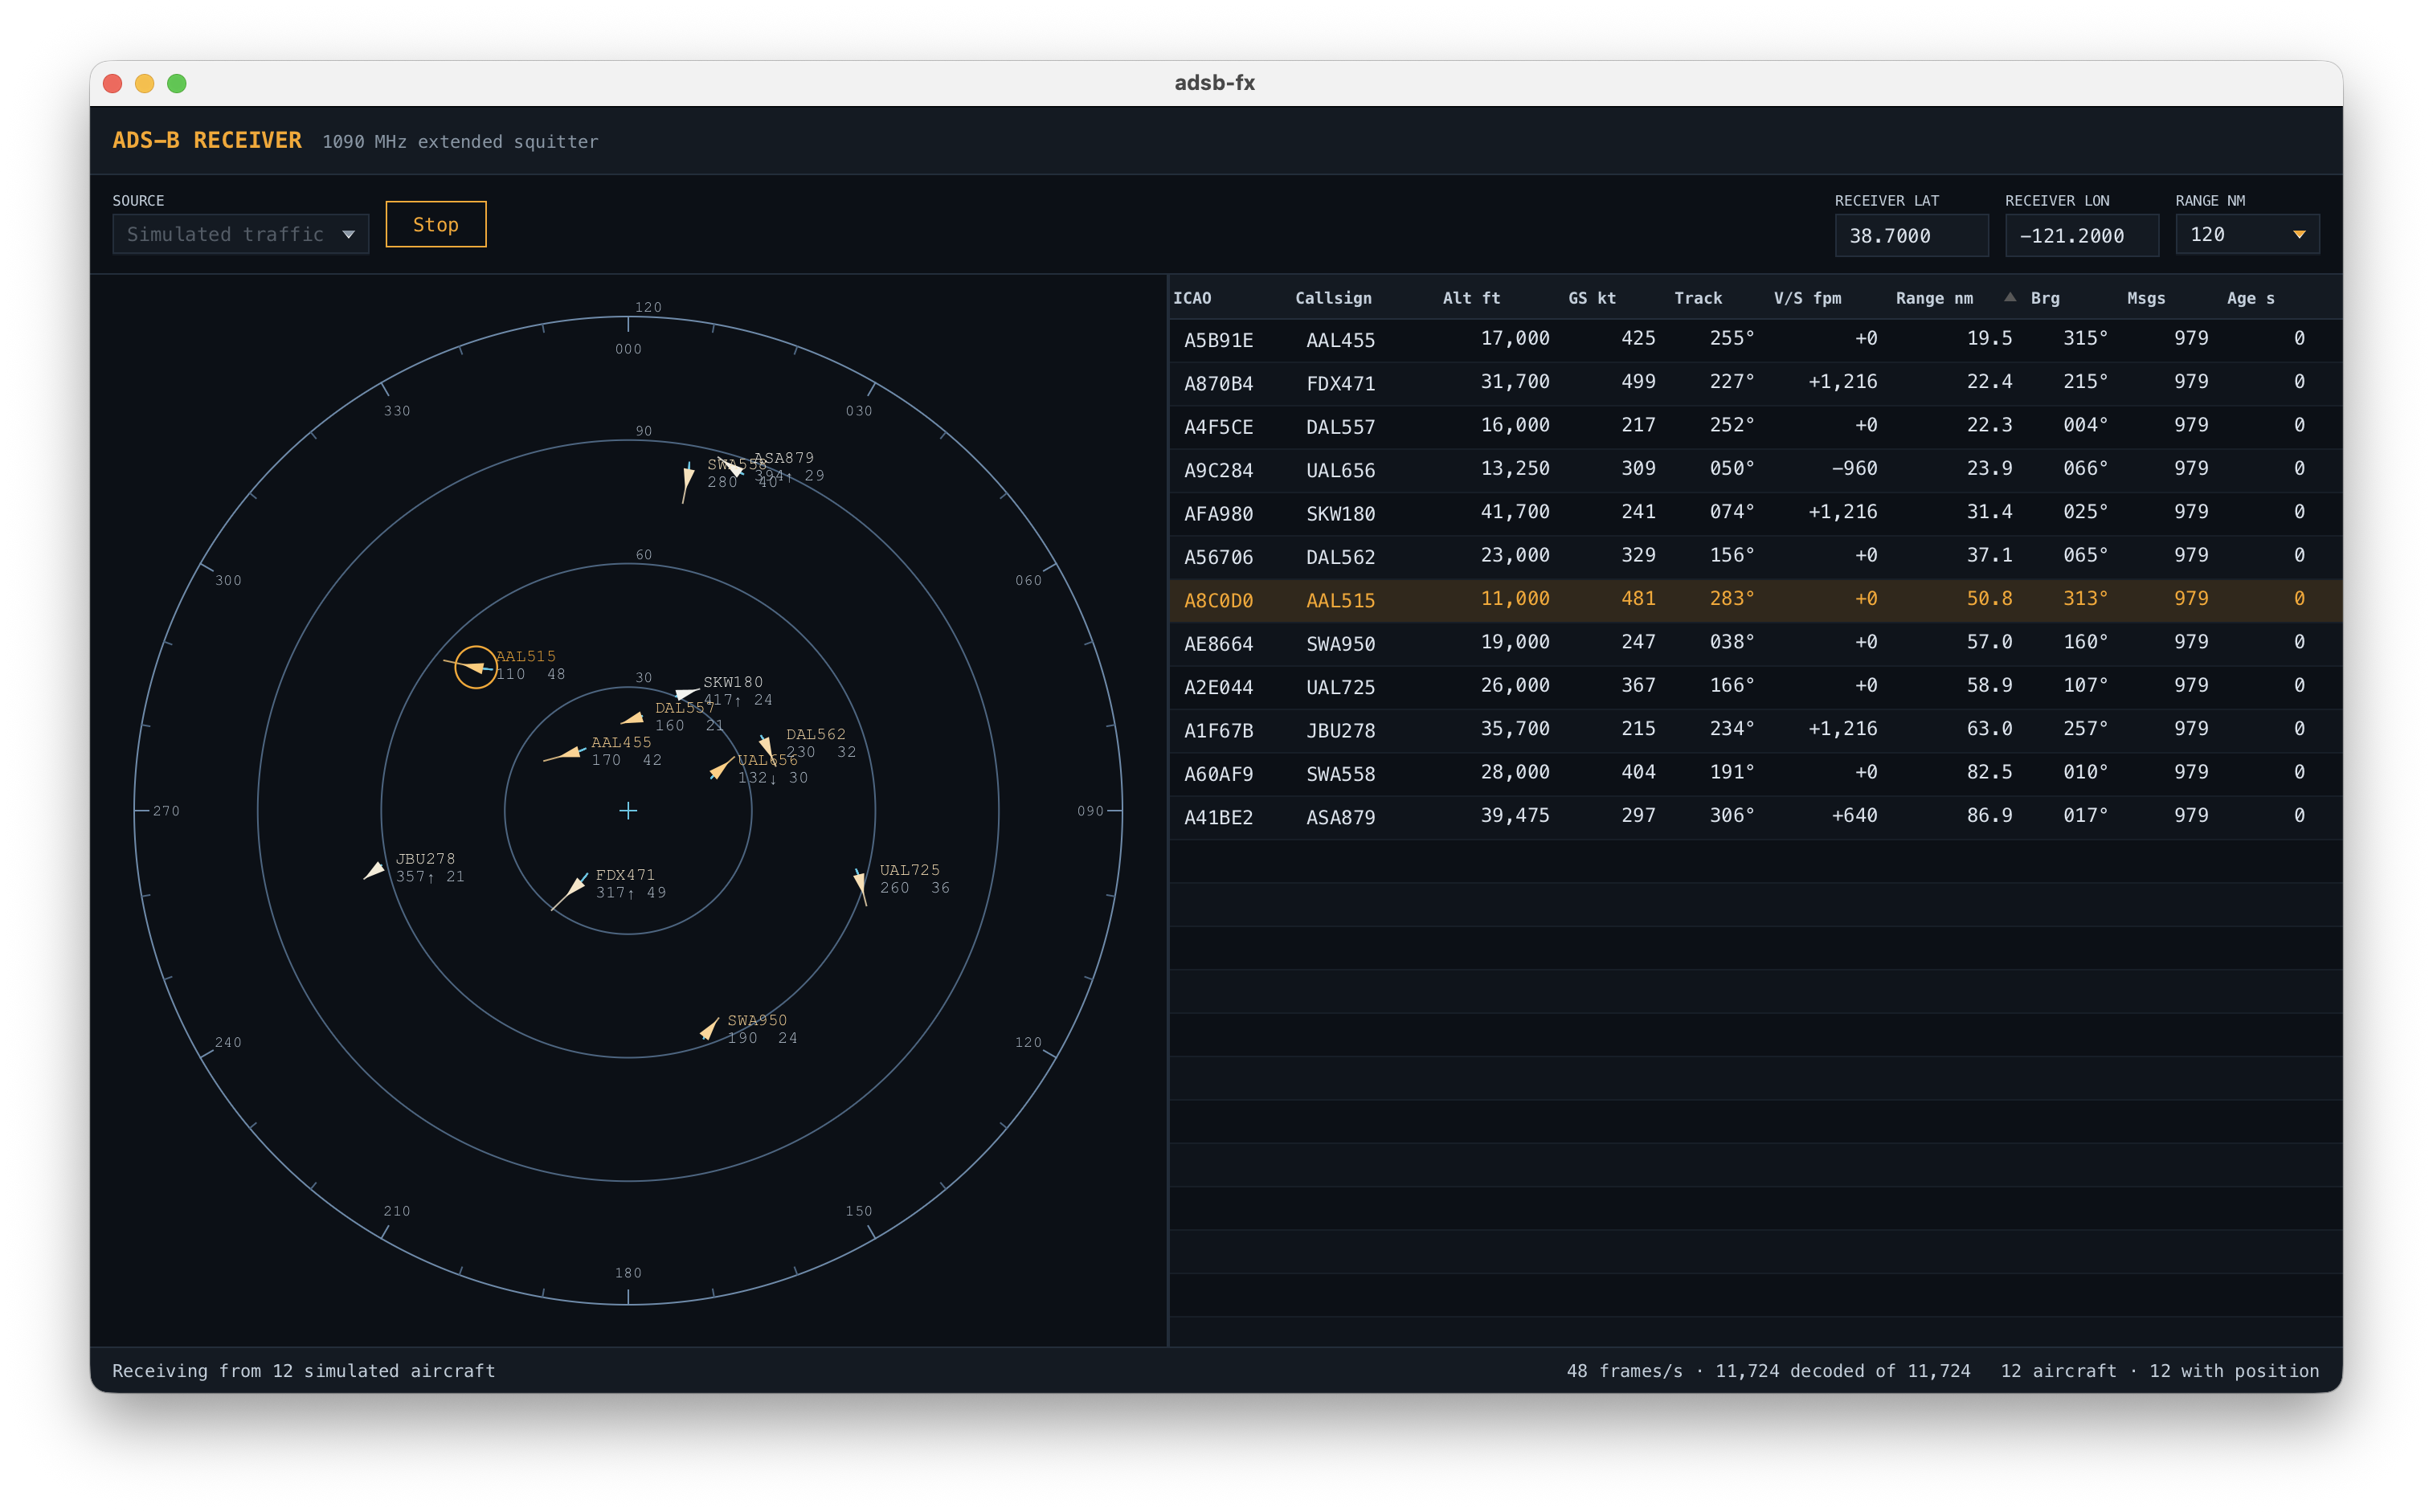 adsb-fx
ADS-B RECEIVER 1090 MHz extended squitter
SOURCE
Simulated traffic
Stop
RECEIVER LAT RECEIVER LON RANGE NM
38.7000 -121.2000 120
120
000
330 030
90
ASA879
SWA558
394↑ 29
280 40
60
300 060
AAL515
110 48
30
SKW180
417↑ 24
DAL557
160 21
DAL562
230 32
AAL455
170 42
UAL656
132↓ 30
270 090
JBU278
357↑ 21
UAL725
260 36
FDX471
317↑ 49
SWA950
190 24
240 120
210 150
180
ICAO Callsign Alt ft GS kt Track V/S fpm Range nm Brg Msgs Age s
A5B91E AAL455 17,000 425 255° +0 19.5 315° 979 0
A870B4 FDX471 31,700 499 227° +1,216 22.4 215° 979 0
A4F5CE DAL557 16,000 217 252° +0 22.3 004° 979 0
A9C284 UAL656 13,250 309 050° −960 23.9 066° 979 0
AFA980 SKW180 41,700 241 074° +1,216 31.4 025° 979 0
A56706 DAL562 23,000 329 156° +0 37.1 065° 979 0
A8C0D0 AAL515 11,000 481 283° +0 50.8 313° 979 0
AE8664 SWA950 19,000 247 038° +0 57.0 160° 979 0
A2E044 UAL725 26,000 367 166° +0 58.9 107° 979 0
A1F67B JBU278 35,700 215 234° +1,216 63.0 257° 979 0
A60AF9 SWA558 28,000 404 191° +0 82.5 010° 979 0
A41BE2 ASA879 39,475 297 306° +640 86.9 017° 979 0
Receiving from 12 simulated aircraft
48 frames/s · 11,724 decoded of 11,724 12 aircraft · 12 with position